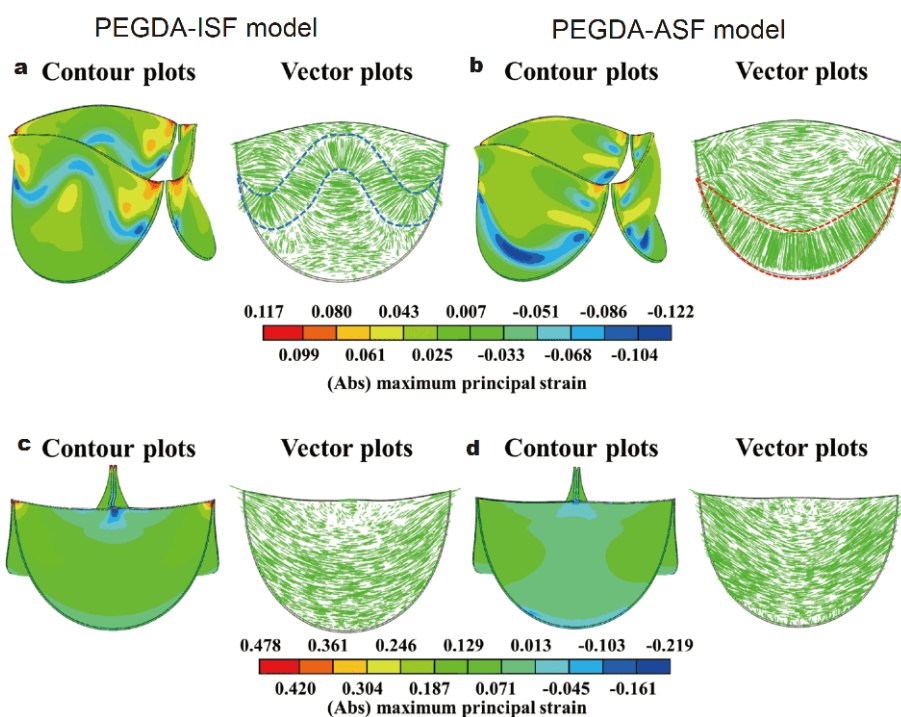 PEGDA-ISF model
PEGDA-ASF model
a Contour plots Vector plots b Contour plots Vector plots
0.117 0.080 0.043 0.007 -0.051 -0.086 -0.122
0.099 0.061 0.025 -0.033 -0.068 -0.104
(Abs) maximum principal strain
c Contour plots Vector plots d Contour plots Vector plots
0.478 0.361 0.246 0.129 0.013 -0.103 -0.219
0.420 0.304 0.187 0.071 -0.045 -0.161
(Abs) maximum principal strain